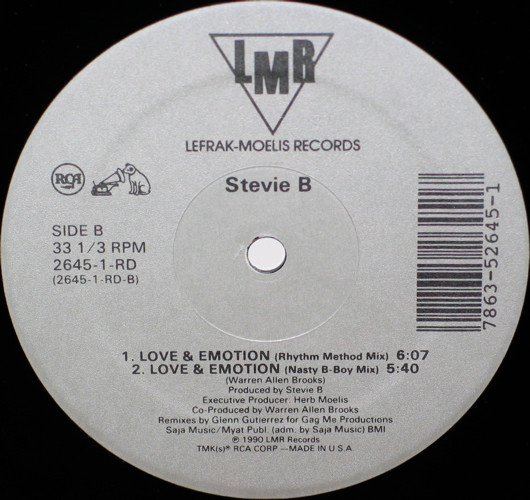 LMR
LEFRAK-MOELIS RECORDS
RCA
Stevie B
SIDE B
33 1/3 RPM
2645-1-RD
(2645-1-RD-B)
7863-52645-1
1. LOVE & EMOTION (Rhythm Method Mix) 6:07
2. LOVE & EMOTION (Nasty B-Boy Mix) 5:40
(Warren Allen Brooks)
Produced by Stevie B
Executive Producer: Herb Moelis
Co-Produced by Warren Allen Brooks
Remixes by Glenn Gutierrez for Gag Me Productions
Saja Music/Myat Publ. (adm. by Saja Music) BMI
℗ 1990 LMR Records
TMK(s)® RCA CORP —MADE IN U.S.A.